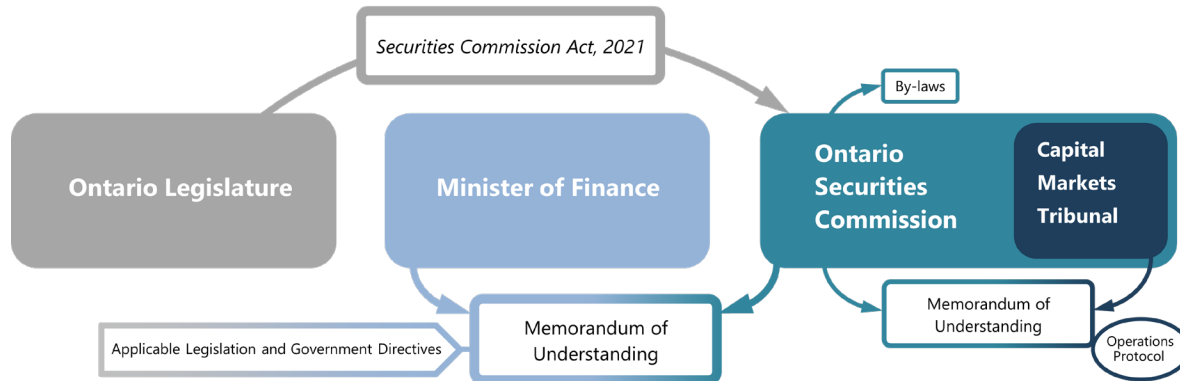 Securities Commission Act, 2021
By-laws
Ontario Legislature
Minister of Finance
Ontario
Securities
Commission
Capital
Markets
Tribunal
Applicable Legislation and Government Directives
Memorandum of
Understanding
Memorandum of
Understanding
Operations
Protocol